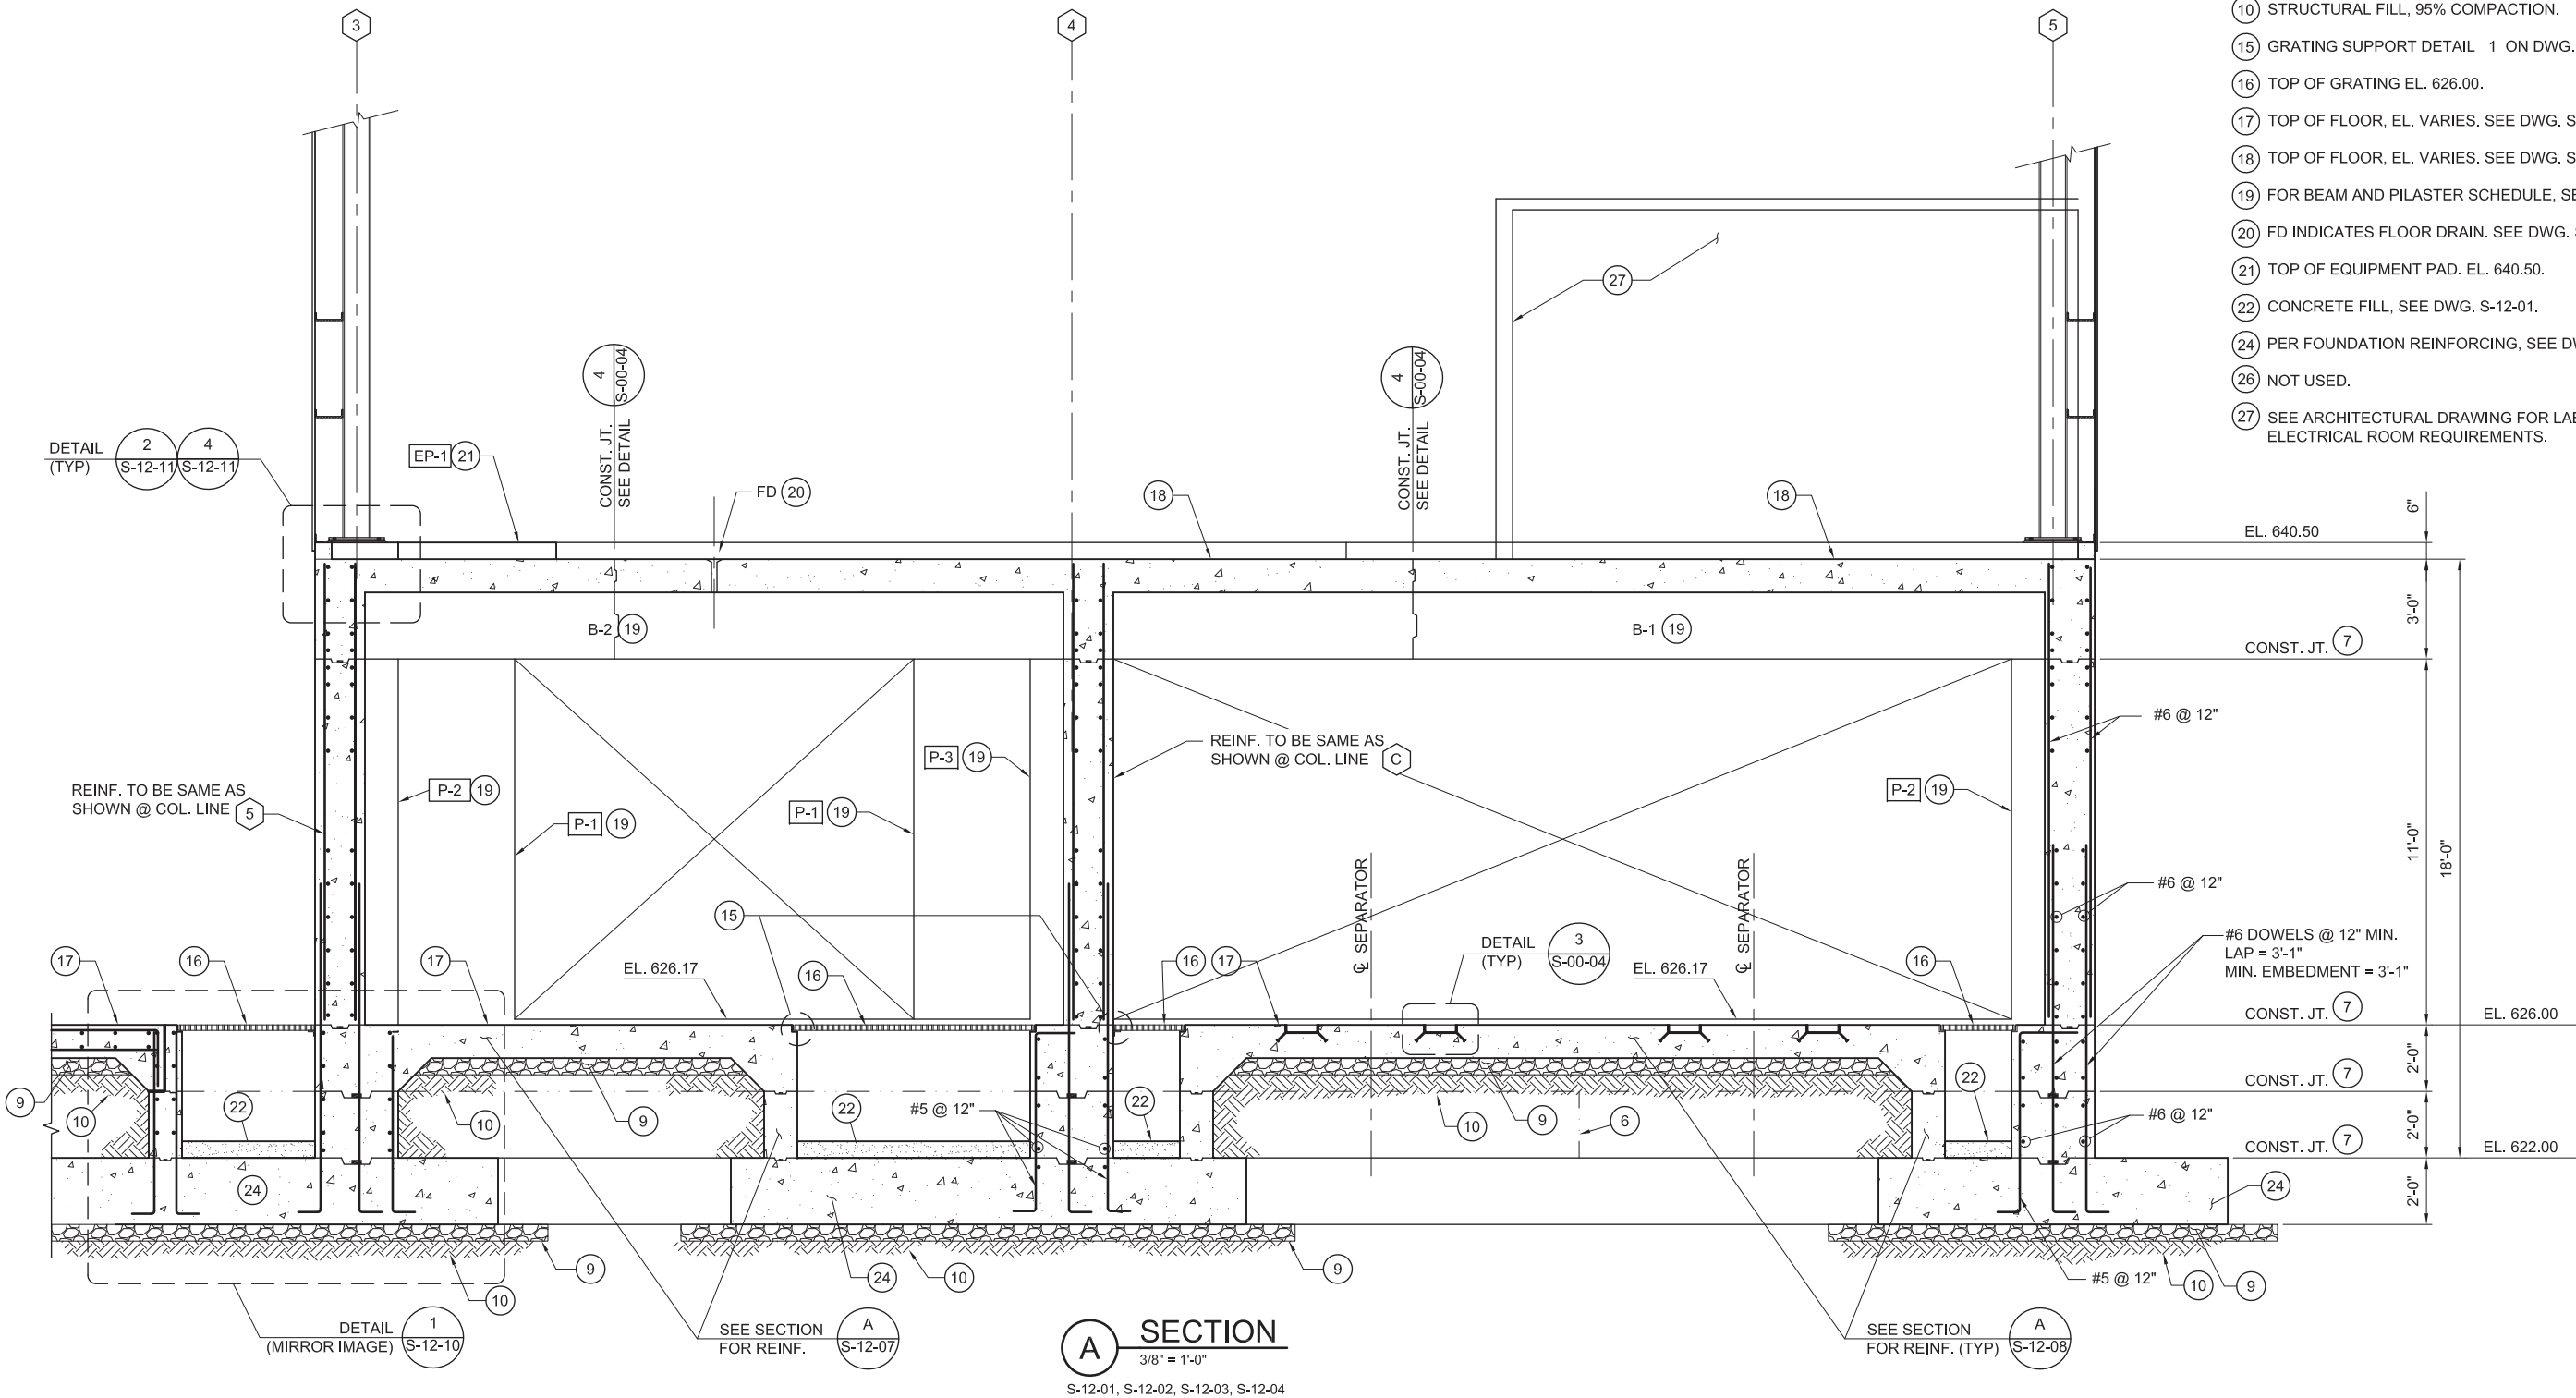 3
4
5
10 STRUCTURAL FILL, 95% COMPACTION.
15 GRATING SUPPORT DETAIL 1 ON DWG.
16 TOP OF GRATING EL. 626.00.
17 TOP OF FLOOR, EL. VARIES. SEE DWG. S
18 TOP OF FLOOR, EL. VARIES. SEE DWG. S
19 FOR BEAM AND PILASTER SCHEDULE, SE
20 FD INDICATES FLOOR DRAIN. SEE DWG.
21 TOP OF EQUIPMENT PAD. EL. 640.50.
22 CONCRETE FILL, SEE DWG. S-12-01.
24 PER FOUNDATION REINFORCING, SEE DW
26 NOT USED.
27 SEE ARCHITECTURAL DRAWING FOR LAB
ELECTRICAL ROOM REQUIREMENTS.
27
4
S-00-04
CONST. JT.
SEE DETAIL
4
S-00-04
CONST. JT.
SEE DETAIL
DETAIL
(TYP)
2
S-12-11
4
S-12-11
EP-1 21
FD 20
18
18
6"
EL. 640.50
3'-0"
B-2 19
B-1 19
CONST. JT. 7
#6 @ 12"
REINF. TO BE SAME AS
SHOWN @ COL. LINE C
P-3 19
P-2 19
P-2 19
REINF. TO BE SAME AS
SHOWN @ COL. LINE 5
P-1 19
P-1 19
11'-0"
18'-0"
#6 @ 12"
15
℄ SEPARATOR
℄ SEPARATOR
DETAIL
(TYP)
3
S-00-04
#6 DOWELS @ 12" MIN.
LAP = 3'-1"
MIN. EMBEDMENT = 3'-1"
17
16
17
EL. 626.17
16
16
17
EL. 626.17
16
CONST. JT. 7
EL. 626.00
2'-0"
CONST. JT. 7
9
10
22
10
9
22
#5 @ 12"
22
10
9
6
22
#6 @ 12"
2'-0"
CONST. JT. 7
EL. 622.00
24
24
2'-0"
9
10
24
10
9
#5 @ 12"
10
9
DETAIL
(MIRROR IMAGE)
1
S-12-10
SEE SECTION
FOR REINF.
A
S-12-07
A SECTION
3/8" = 1'-0"
S-12-01, S-12-02, S-12-03, S-12-04
SEE SECTION
FOR REINF. (TYP)
A
S-12-08